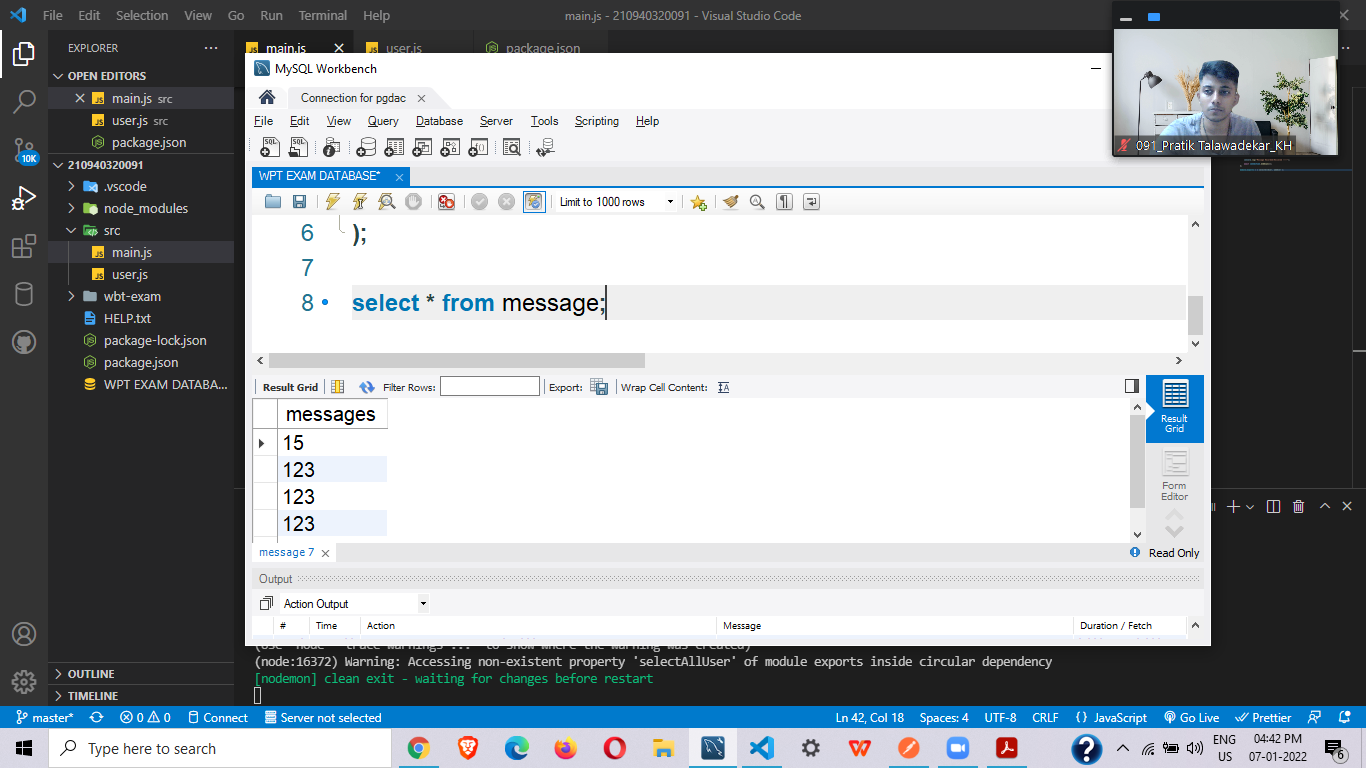 File Edit Selection View Go Run Terminal Help
main.js - 210940320091 - Visual Studio Code
EXPLORER
main.js
user.js
package.json
OPEN EDITORS
main.js src
user.js src
package.json
10K
210940320091
.vscode
node_modules
src
main.js
user.js
wbt-exam
HELP.txt
package-lock.json
package.json
WPT EXAM DATABA...
OUTLINE
TIMELINE
MySQL Workbench
Connection for pgdac
File Edit View Query Database Server Tools Scripting Help
WPT EXAM DATABASE*
Limit to 1000 rows
6 );
7
8 select * from message;
Result Grid Filter Rows: Export: Wrap Cell Content:
messages
15
123
123
123
Result
Grid
Form
Editor
message 7
Read Only
Output
Action Output
# Time Action Message Duration / Fetch
091_Pratik Talawadekar_KH
(node:16372) Warning: Accessing non-existent property 'selectAllUser' of module exports inside circular dependency
[nodemon] clean exit - waiting for changes before restart
master* 0 0 Connect Server not selected Ln 42, Col 18 Spaces: 4 UTF-8 CRLF {} JavaScript Go Live Prettier
Type here to search
ENG
US
04:42 PM
07-01-2022
6